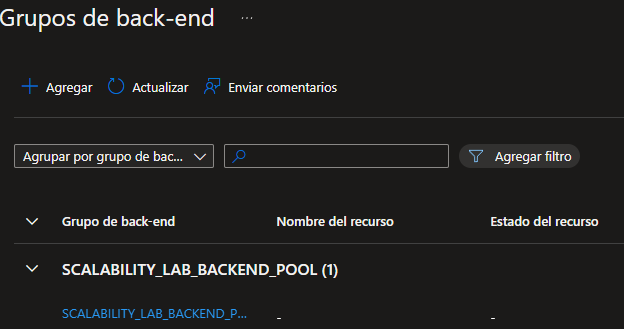 Grupos de back-end ...
Agregar Actualizar Enviar comentarios
Agrupar por grupo de bac... Agregar filtro
Grupo de back-end Nombre del recurso Estado del recurso
SCALABILITY_LAB_BACKEND_POOL (1)
SCALABILITY_LAB_BACKEND_P... - -